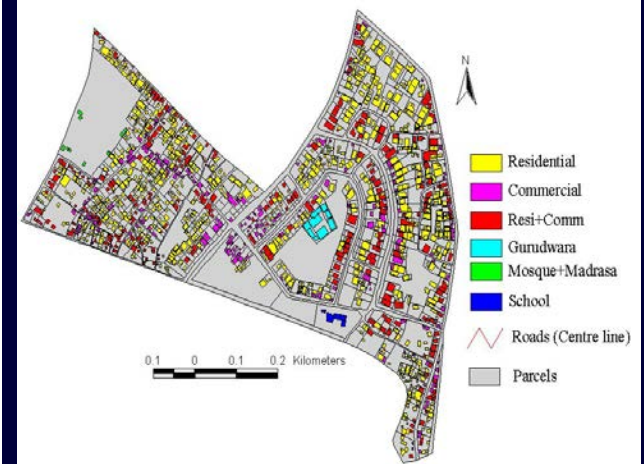 N
Residential
Commercial
Resi+Comm
Gurudwara
Mosque+Madrasa
School
Roads (Centre line)
Parcels
0.1 0 0.1 0.2 Kilometers